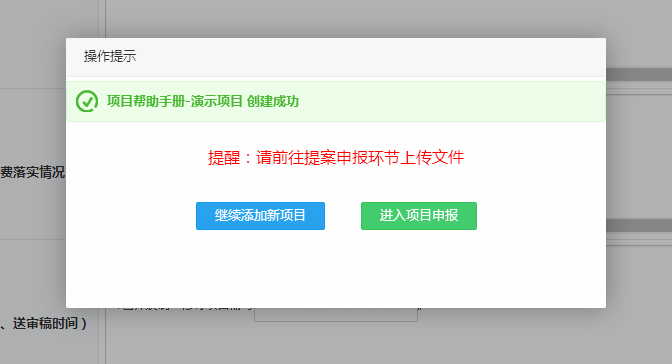 操作提示
项目帮助手册-演示项目 创建成功
费落实情况
提醒：请前往提案申报环节上传文件
继续添加新项目
进入项目申报
、送审稿时间）